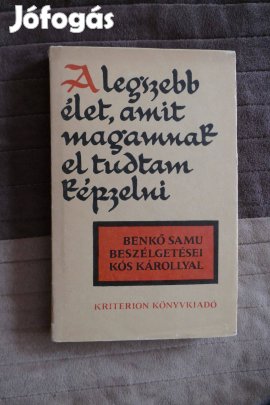 Jófogás
A legszebb
élet, amit
magamnak
el tudtam
képzelni
BENKŐ SAMU
BESZÉLGETÉSEI
KÓS KÁROLLYAL
KRITERION KÖNYVKIADÓ